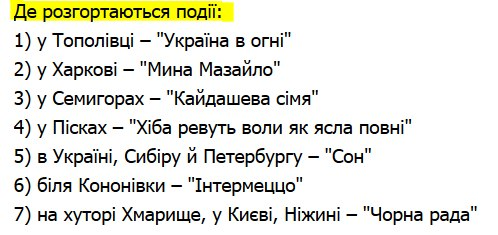 Де розгортаються події:
1) у Тополівці – "Україна в огні"
2) у Харкові – "Мина Мазайло"
3) у Семигорах – "Кайдашева сімя"
4) у Пісках – "Хіба ревуть воли як ясла повні"
5) в Україні, Сибіру й Петербургу – "Сон"
6) біля Кононівки – "Інтермеццо"
7) на хуторі Хмарище, у Києві, Ніжині – "Чорна рада"